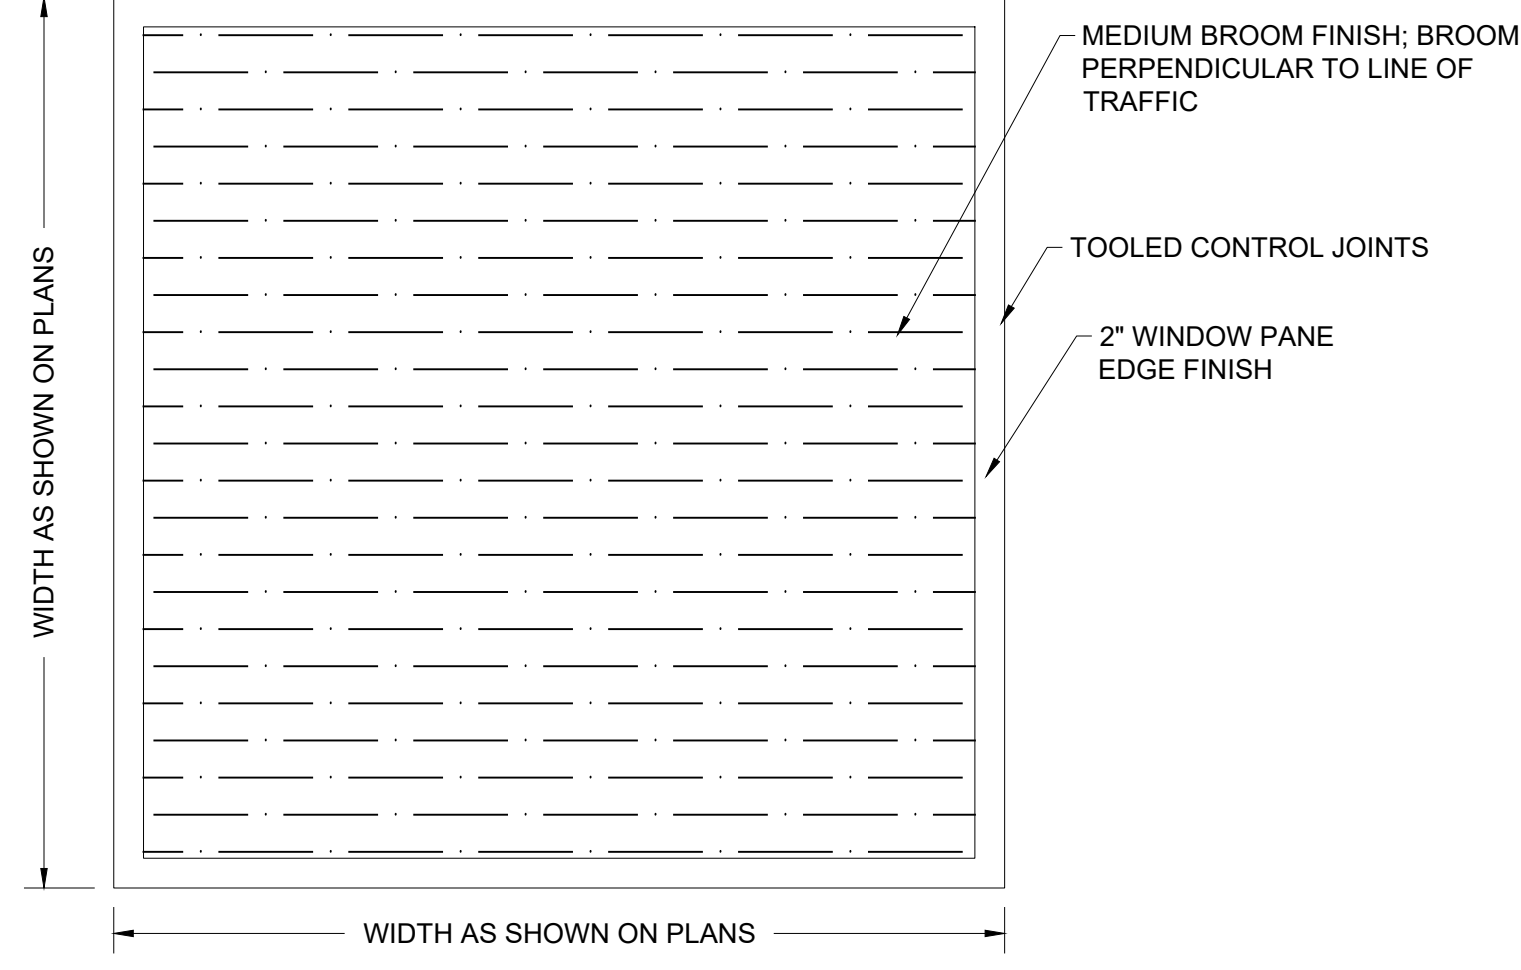 MEDIUM BROOM FINISH; BROOM
PERPENDICULAR TO LINE OF
TRAFFIC
TOOLED CONTROL JOINTS
2" WINDOW PANE
EDGE FINISH
WIDTH AS SHOWN ON PLANS
WIDTH AS SHOWN ON PLANS